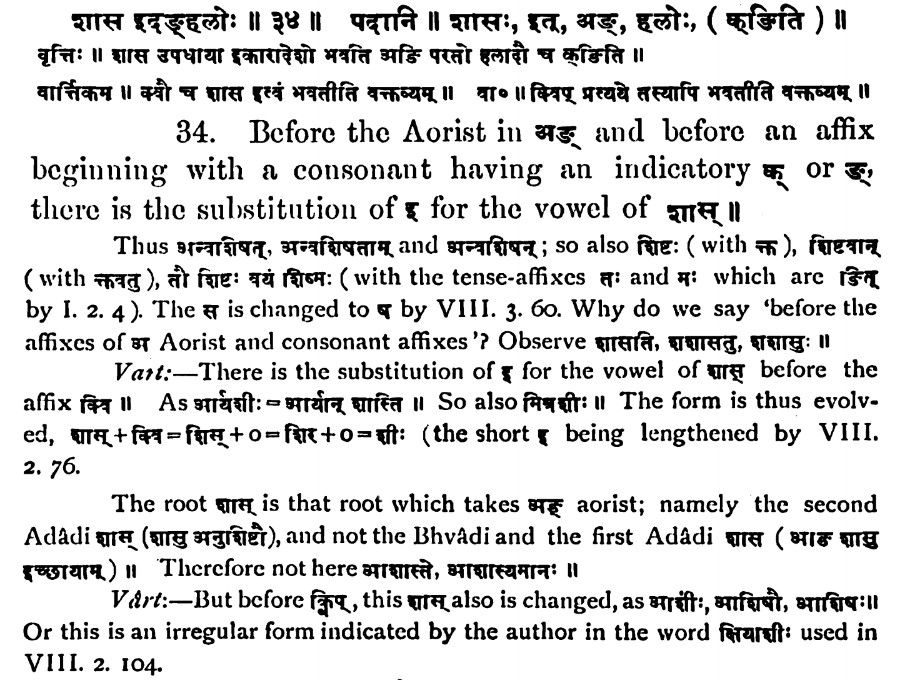 शास इदङ्हलोः ॥ ३४ ॥ पदानि ॥ शासः, इत्, अङ्, हलोः, ( क्ङिति ) ॥
वृत्तिः ॥ शास उपधाया इकारादेशो भवति अङि परतो हलादौ च क्ङिति ॥
वार्त्तिकम ॥ क्वौ च शास इत्वं भवतीति वक्तव्यम् ॥ वा० ॥ क्विप् प्रत्यये तस्यापि भवतीति वक्तव्यम् ॥
34. Before the Aorist in अङ् and before an affix
beginning with a consonant having an indicatory क् or ङ्,
there is the substitution of इ for the vowel of शास् ॥
Thus अन्वाशिषत्, अन्वशिषताम् and अन्वाशिषन् ; so also शिष्टः ( with क्त ), शिष्टवान्
( with क्तवतु ), तौ शिष्टः वयं शिष्मः ( with the tense-affixes तः and मः which are ङित्
by I. 2. 4 ). The स is changed to ष by VIII. 3. 60. Why do we say 'before the
affixes of अ Aorist and consonant affixes'? Observe शासति, शशासतु, शशासुः ॥
Vart:—There is the substitution of इ for the vowel of शास् before the
affix क्वि ॥ As आर्यशीः = आर्यान् शास्ति ॥ So also मित्रशीः ॥ The form is thus evolv-
ed, शास् + क्वि = शिस् + ० = शिर + ० = शीः (the short इ being lengthened by VIII.
2. 76.
The root शास् is that root which takes अङ् aorist; namely the second
Adâdi शास् (शासु अनुशिष्टौ), and not the Bhvâdi and the first Adâdi शास ( आङ शासु
इच्छायाम् ) ॥ Therefore not here आशास्ते, आशास्यमानः ॥
Vârt:—But before क्विप्, this शास् also is changed, as आशीः, आशिषौ, आशिषः॥
Or this is an irregular form indicated by the author in the word क्षियाशीः used in
VIII. 2. 104.